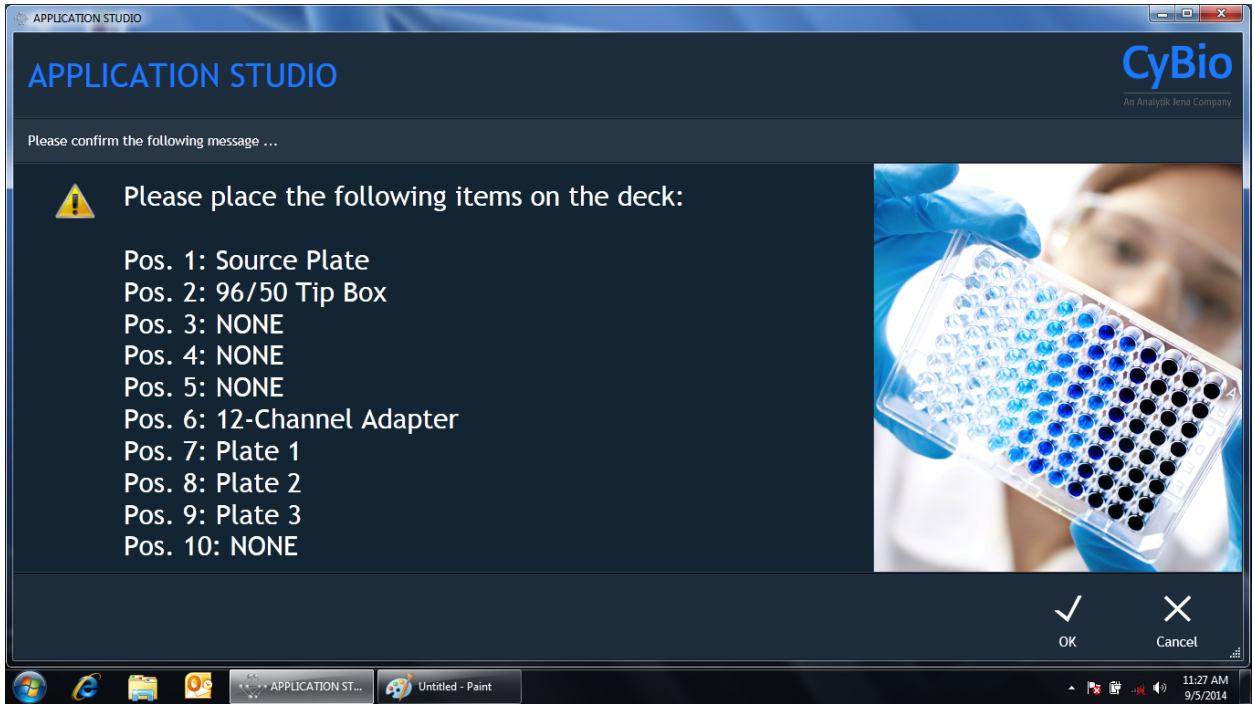 APPLICATION STUDIO
APPLICATION STUDIO
CyBio
An Analytik Jena Company
Please confirm the following message ...
Please place the following items on the deck:
Pos. 1: Source Plate
Pos. 2: 96/50 Tip Box
Pos. 3: NONE
Pos. 4: NONE
Pos. 5: NONE
Pos. 6: 12-Channel Adapter
Pos. 7: Plate 1
Pos. 8: Plate 2
Pos. 9: Plate 3
Pos. 10: NONE
OK
Cancel
APPLICATION ST...
Untitled - Paint
11:27 AM
9/5/2014